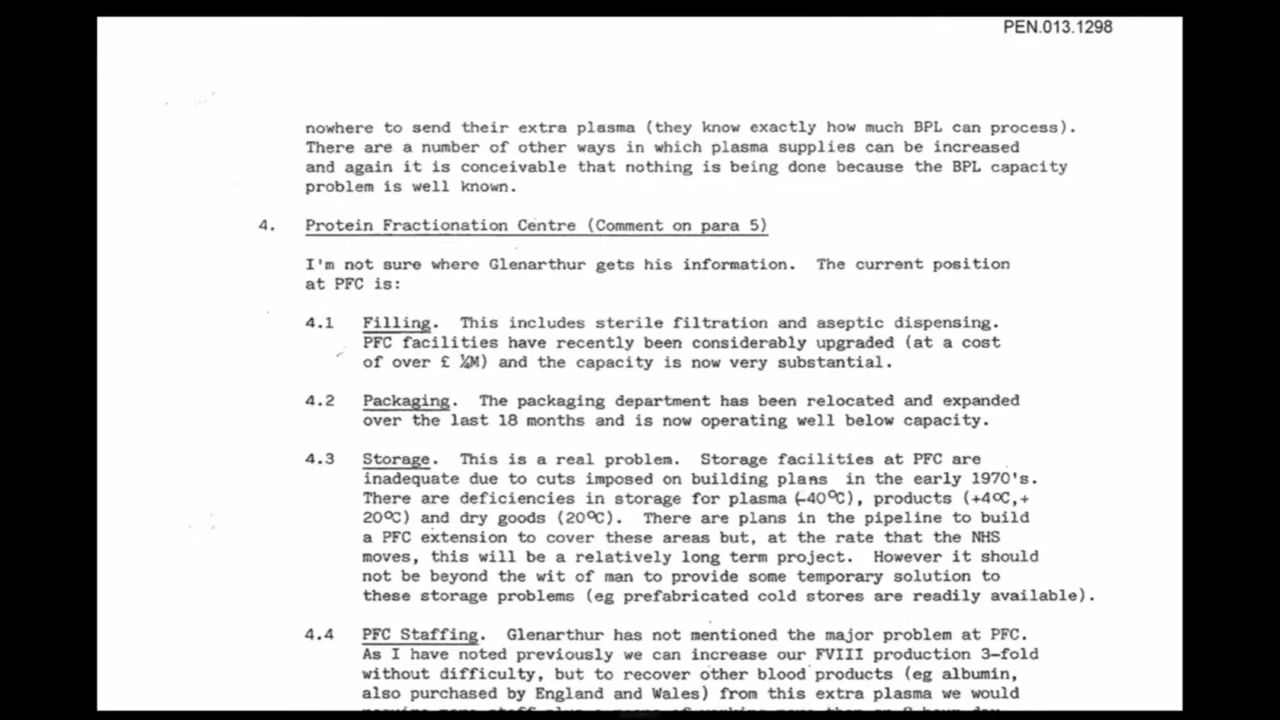 PEN.013.1298
nowhere to send their extra plasma (they know exactly how much BPL can process).
There are a number of other ways in which plasma supplies can be increased
and again it is conceivable that nothing is being done because the BPL capacity
problem is well known.
4. Protein Fractionation Centre (Comment on para 5)
I'm not sure where Glenarthur gets his information. The current position
at PFC is:
4.1 Filling. This includes sterile filtration and aseptic dispensing.
PFC facilities have recently been considerably upgraded (at a cost
of over £ ¼M) and the capacity is now very substantial.
4.2 Packaging. The packaging department has been relocated and expanded
over the last 18 months and is now operating well below capacity.
4.3 Storage. This is a real problem. Storage facilities at PFC are
inadequate due to cuts imposed on building plans in the early 1970's.
There are deficiencies in storage for plasma (-40ºC), products (+4ºC,+
20ºC) and dry goods (20ºC). There are plans in the pipeline to build
a PFC extension to cover these areas but, at the rate that the NHS
moves, this will be a relatively long term project. However it should
not be beyond the wit of man to provide some temporary solution to
these storage problems (eg prefabricated cold stores are readily available).
4.4 PFC Staffing. Glenarthur has not mentioned the major problem at PFC.
As I have noted previously we can increase our FVIII production 3-fold
without difficulty, but to recover other blood products (eg albumin,
also purchased by England and Wales) from this extra plasma we would